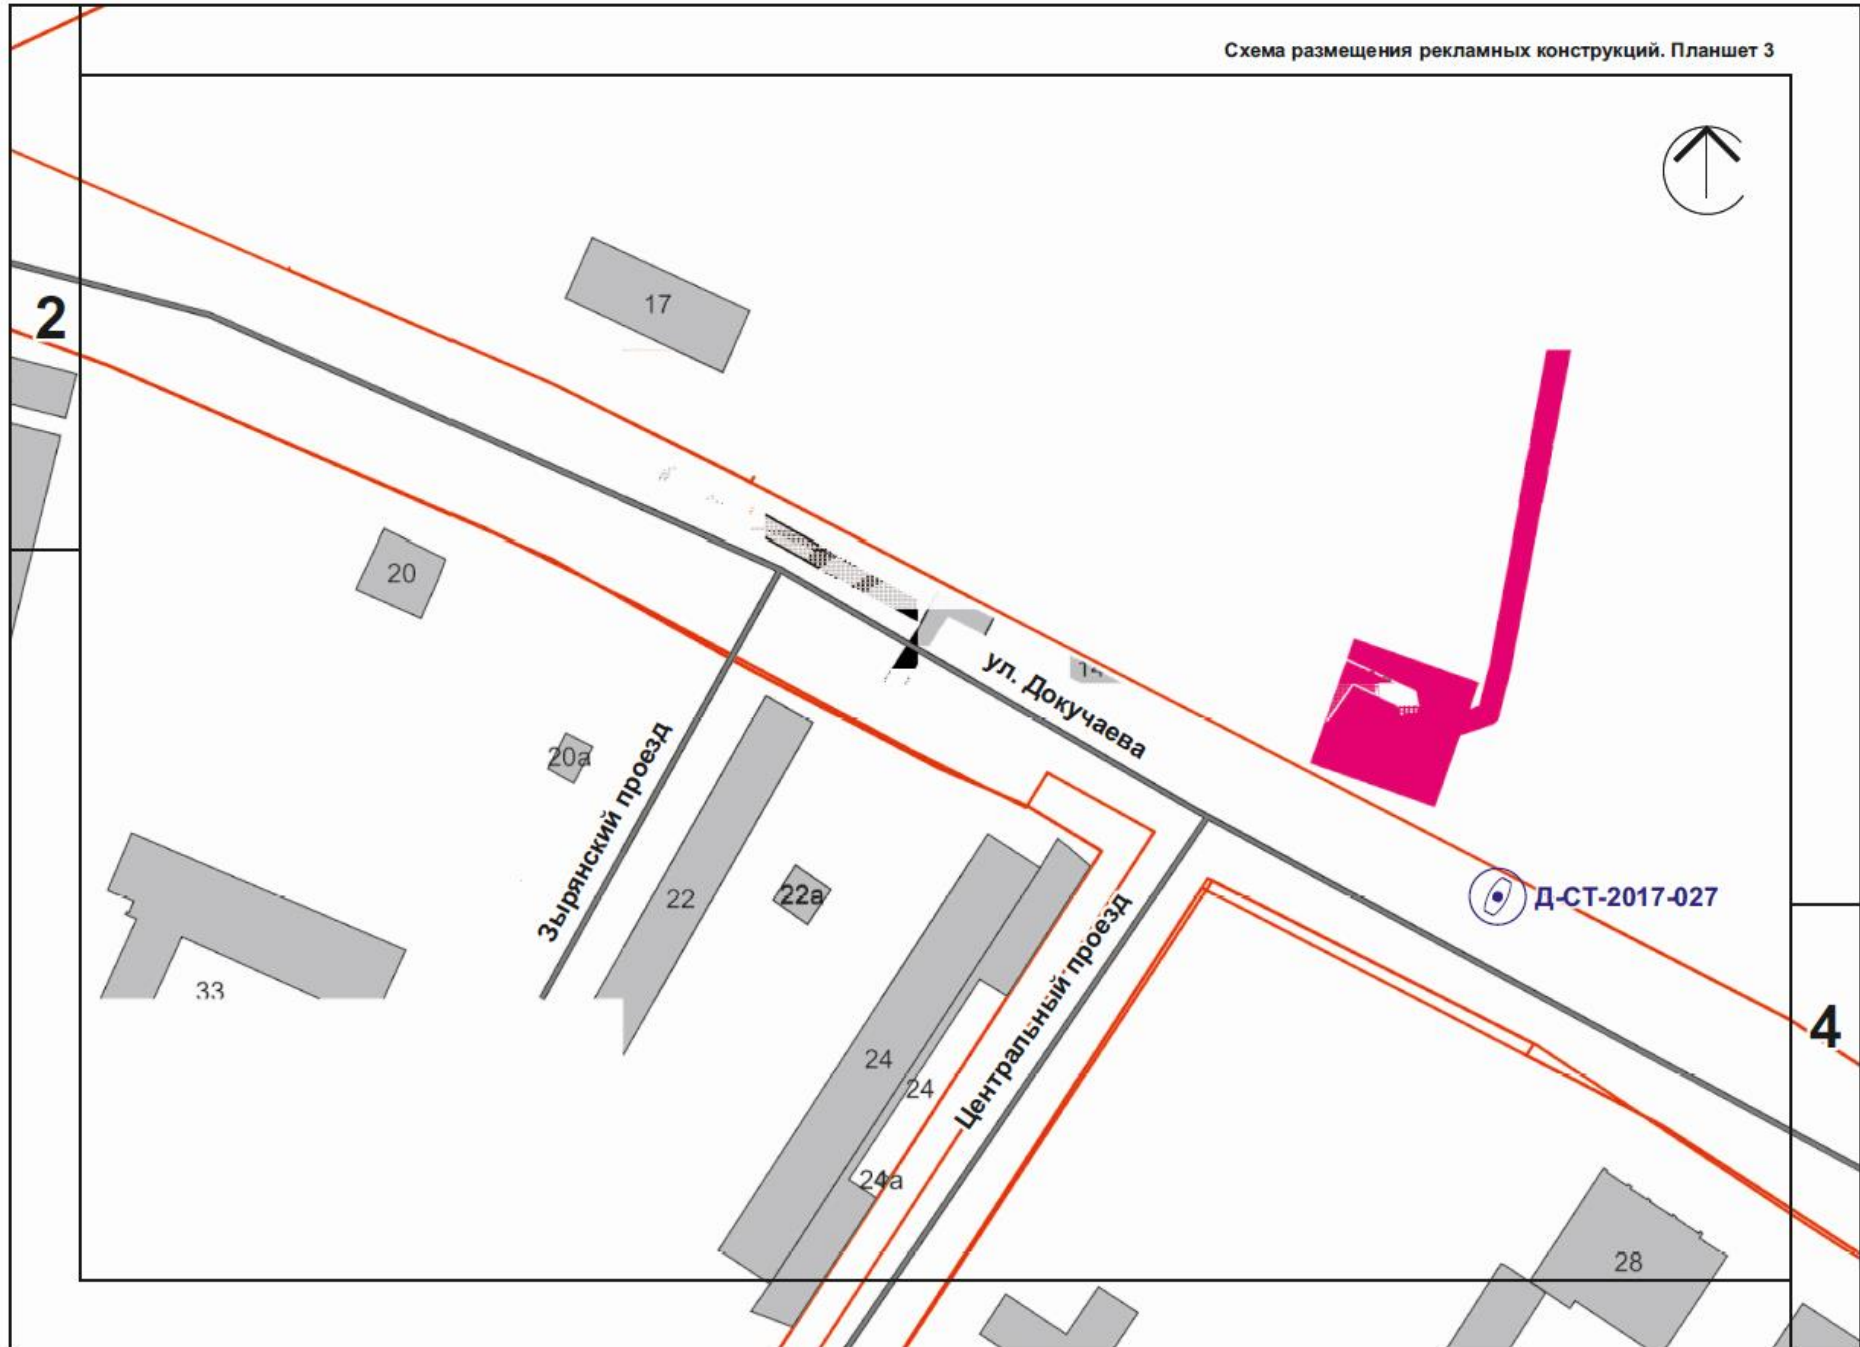 Схема размещения рекламных конструкций. Планшет 3
2
17
20
ул. Докучаева
20а
Зырянский проезд
22
22а
Д-СТ-2017-027
33
Центральный проезд
4
24
24
24а
28